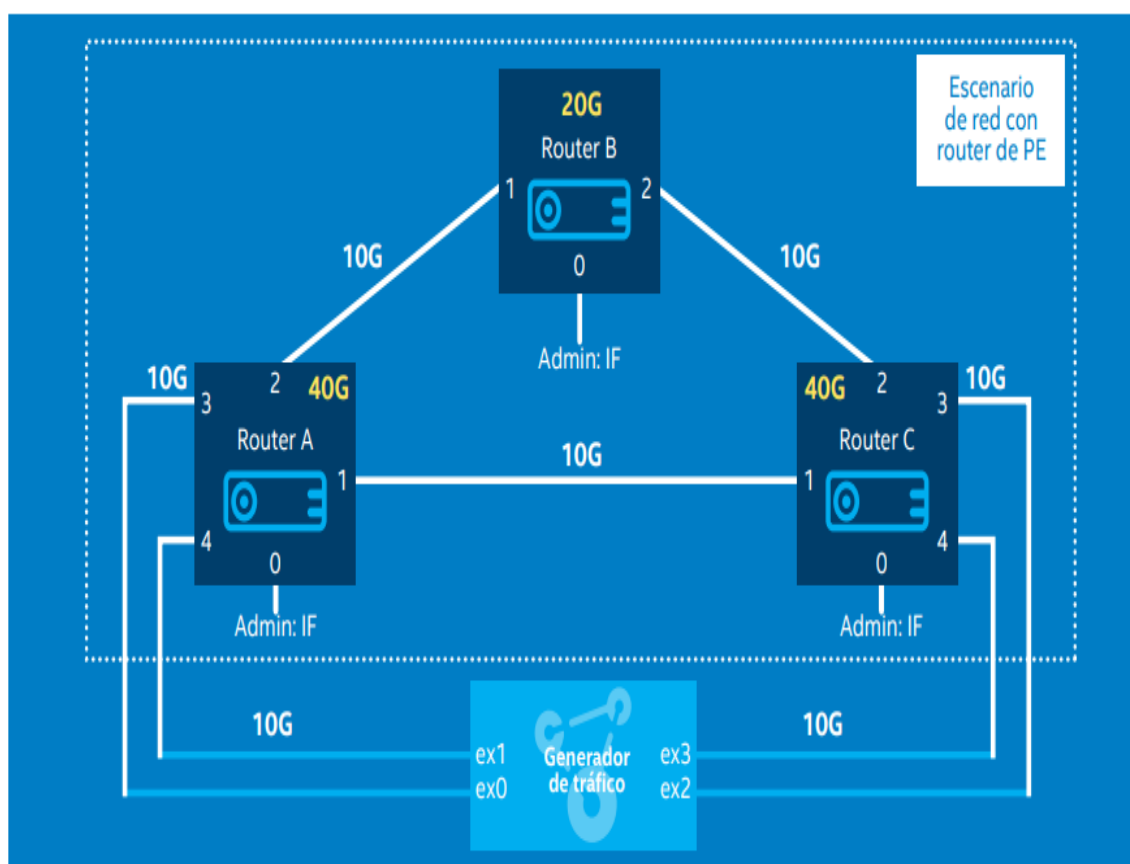 Escenario
de red con
router de PE
20G
Router B
1
2
0
Admin: IF
10G
10G
10G
10G
3
2
40G
Router A
1
4
0
Admin: IF
10G
40G
2
3
Router C
1
4
0
Admin: IF
10G
10G
ex1
ex0
Generador
de tráfico
ex3
ex2